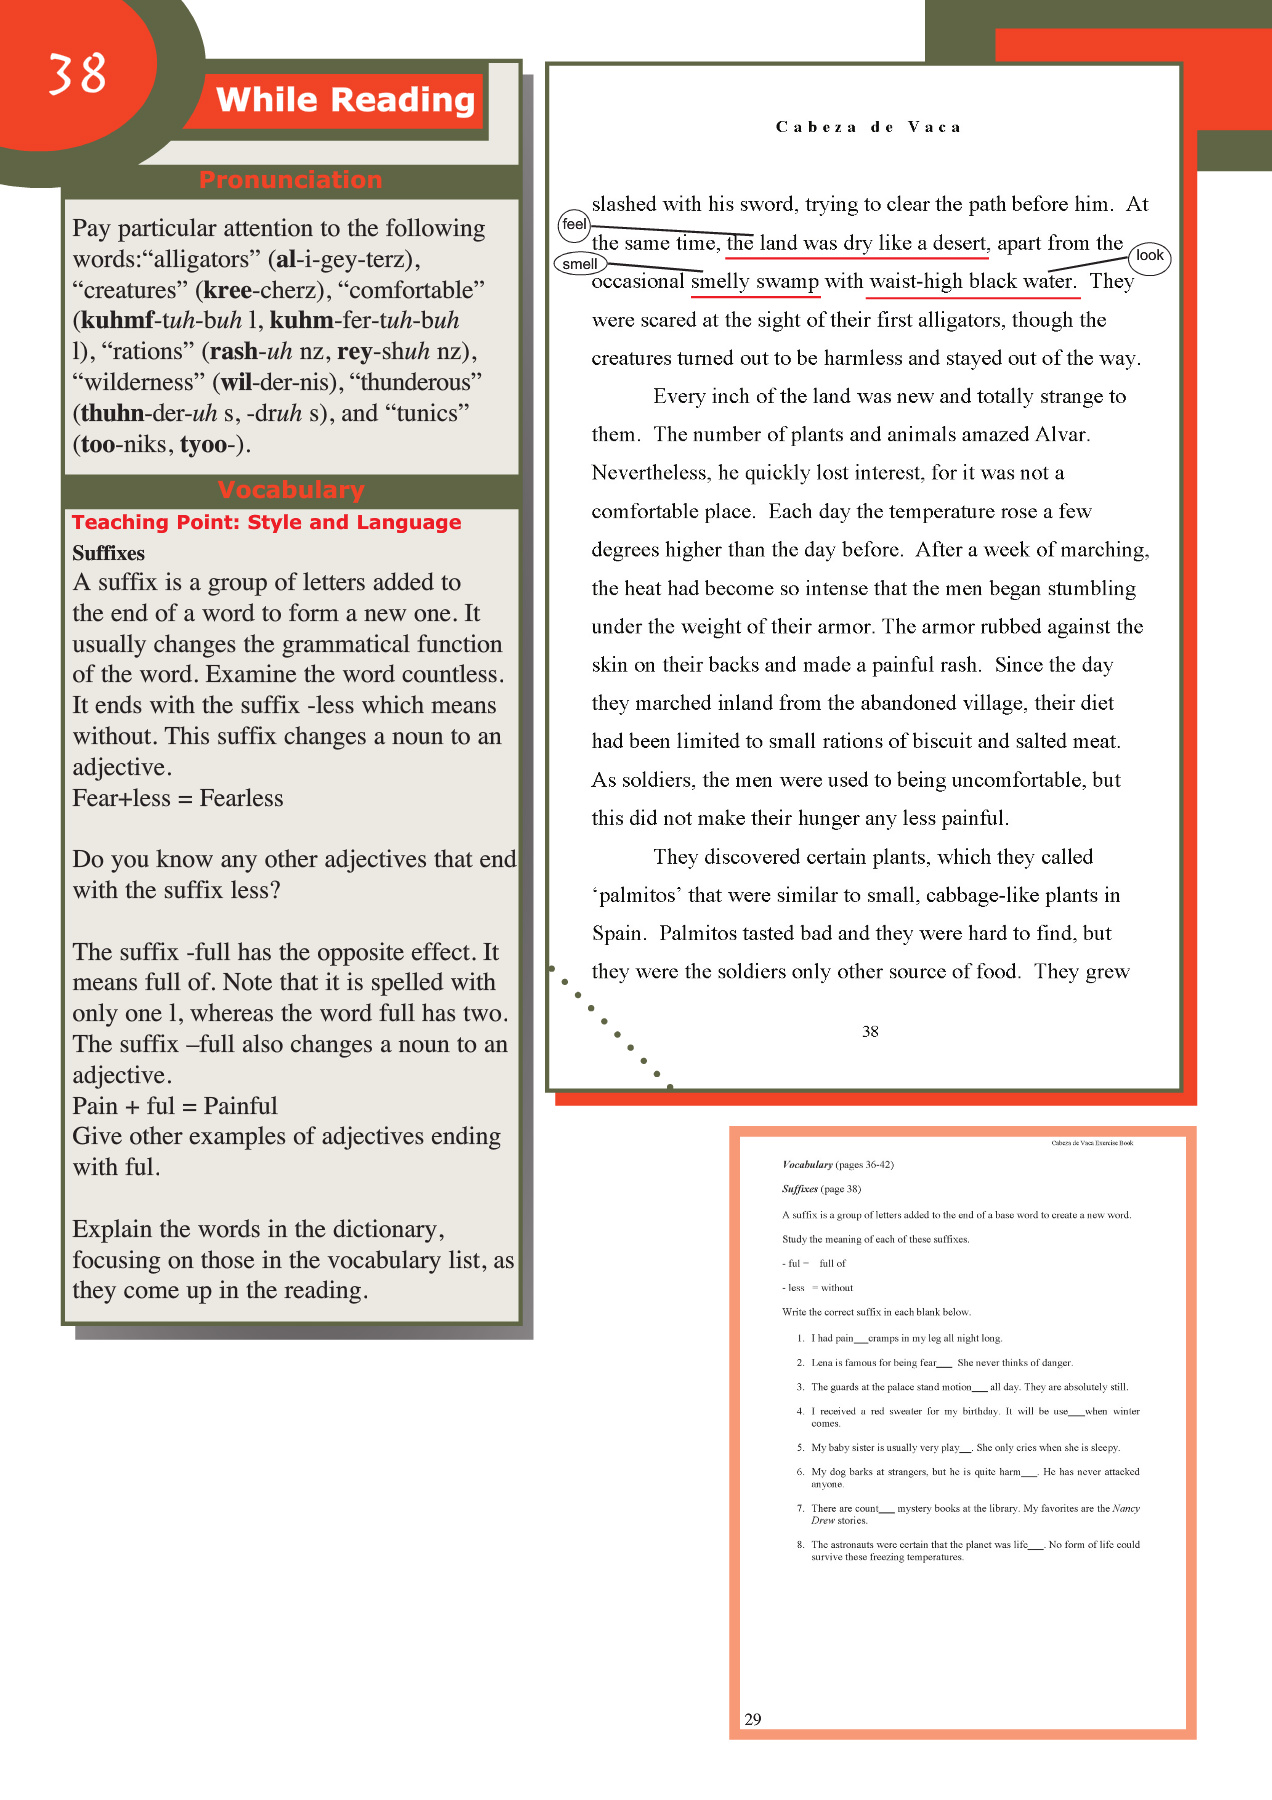 38
While Reading
Pronunciation
Pay particular attention to the following
words:“alligators” (al-i-gey-terz),
“creatures” (kree-cherz), “comfortable”
(kuhmf-tuh-buh l, kuhm-fer-tuh-buh
l), “rations” (rash-uh nz, rey-shuh nz),
“wilderness” (wil-der-nis), “thunderous”
(thuhn-der-uh s, -druh s), and “tunics”
(too-niks, tyoo-).
Vocabulary
Teaching Point: Style and Language
Suffixes
A suffix is a group of letters added to
the end of a word to form a new one. It
usually changes the grammatical function
of the word. Examine the word countless.
It ends with the suffix -less which means
without. This suffix changes a noun to an
adjective.
Fear+less = Fearless
Do you know any other adjectives that end
with the suffix less?
The suffix -full has the opposite effect. It
means full of. Note that it is spelled with
only one l, whereas the word full has two.
The suffix –full also changes a noun to an
adjective.
Pain + ful = Painful
Give other examples of adjectives ending
with ful.
Explain the words in the dictionary,
focusing on those in the vocabulary list, as
they come up in the reading.
Cabeza de Vaca
slashed with his sword, trying to clear the path before him. At
feel
the same time, the land was dry like a desert, apart from the
smell
look
occasional smelly swamp with waist-high black water. They
were scared at the sight of their first alligators, though the
creatures turned out to be harmless and stayed out of the way.
Every inch of the land was new and totally strange to
them. The number of plants and animals amazed Alvar.
Nevertheless, he quickly lost interest, for it was not a
comfortable place. Each day the temperature rose a few
degrees higher than the day before. After a week of marching,
the heat had become so intense that the men began stumbling
under the weight of their armor. The armor rubbed against the
skin on their backs and made a painful rash. Since the day
they marched inland from the abandoned village, their diet
had been limited to small rations of biscuit and salted meat.
As soldiers, the men were used to being uncomfortable, but
this did not make their hunger any less painful.
They discovered certain plants, which they called
‘palmitos’ that were similar to small, cabbage-like plants in
Spain. Palmitos tasted bad and they were hard to find, but
they were the soldiers only other source of food. They grew
38
Cabeza de Vaca Exercise Book
Vocabulary (pages 36-42)
Suffixes (page 38)
A suffix is a group of letters added to the end of a base word to create a new word.
Study the meaning of each of these suffixes.
- ful = full of
- less = without
Write the correct suffix in each blank below.
1. I had pain___cramps in my leg all night long.
2. Lena is famous for being fear___ She never thinks of danger.
3. The guards at the palace stand motion___ all day. They are absolutely still.
4. I received a red sweater for my birthday. It will be use___when winter
comes.
5. My baby sister is usually very play__. She only cries when she is sleepy.
6. My dog barks at strangers, but he is quite harm___. He has never attacked
anyone.
7. There are count___ mystery books at the library. My favorites are the Nancy
Drew stories.
8. The astronauts were certain that the planet was life___. No form of life could
survive these freezing temperatures.
29